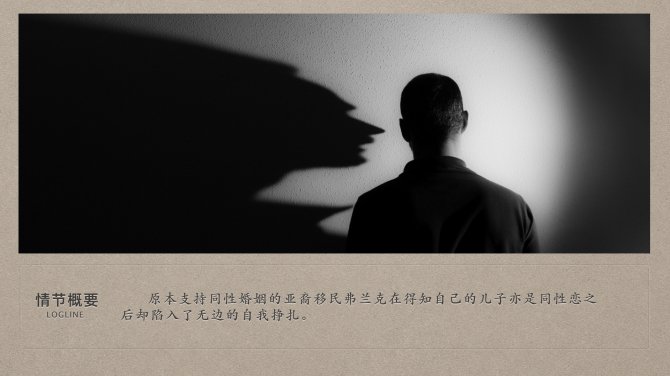 情节概要
LOGLINE
原本支持同性婚姻的亚裔移民弗兰克在得知自己的儿子亦是同性恋之
后却陷入了无边的自我挣扎。